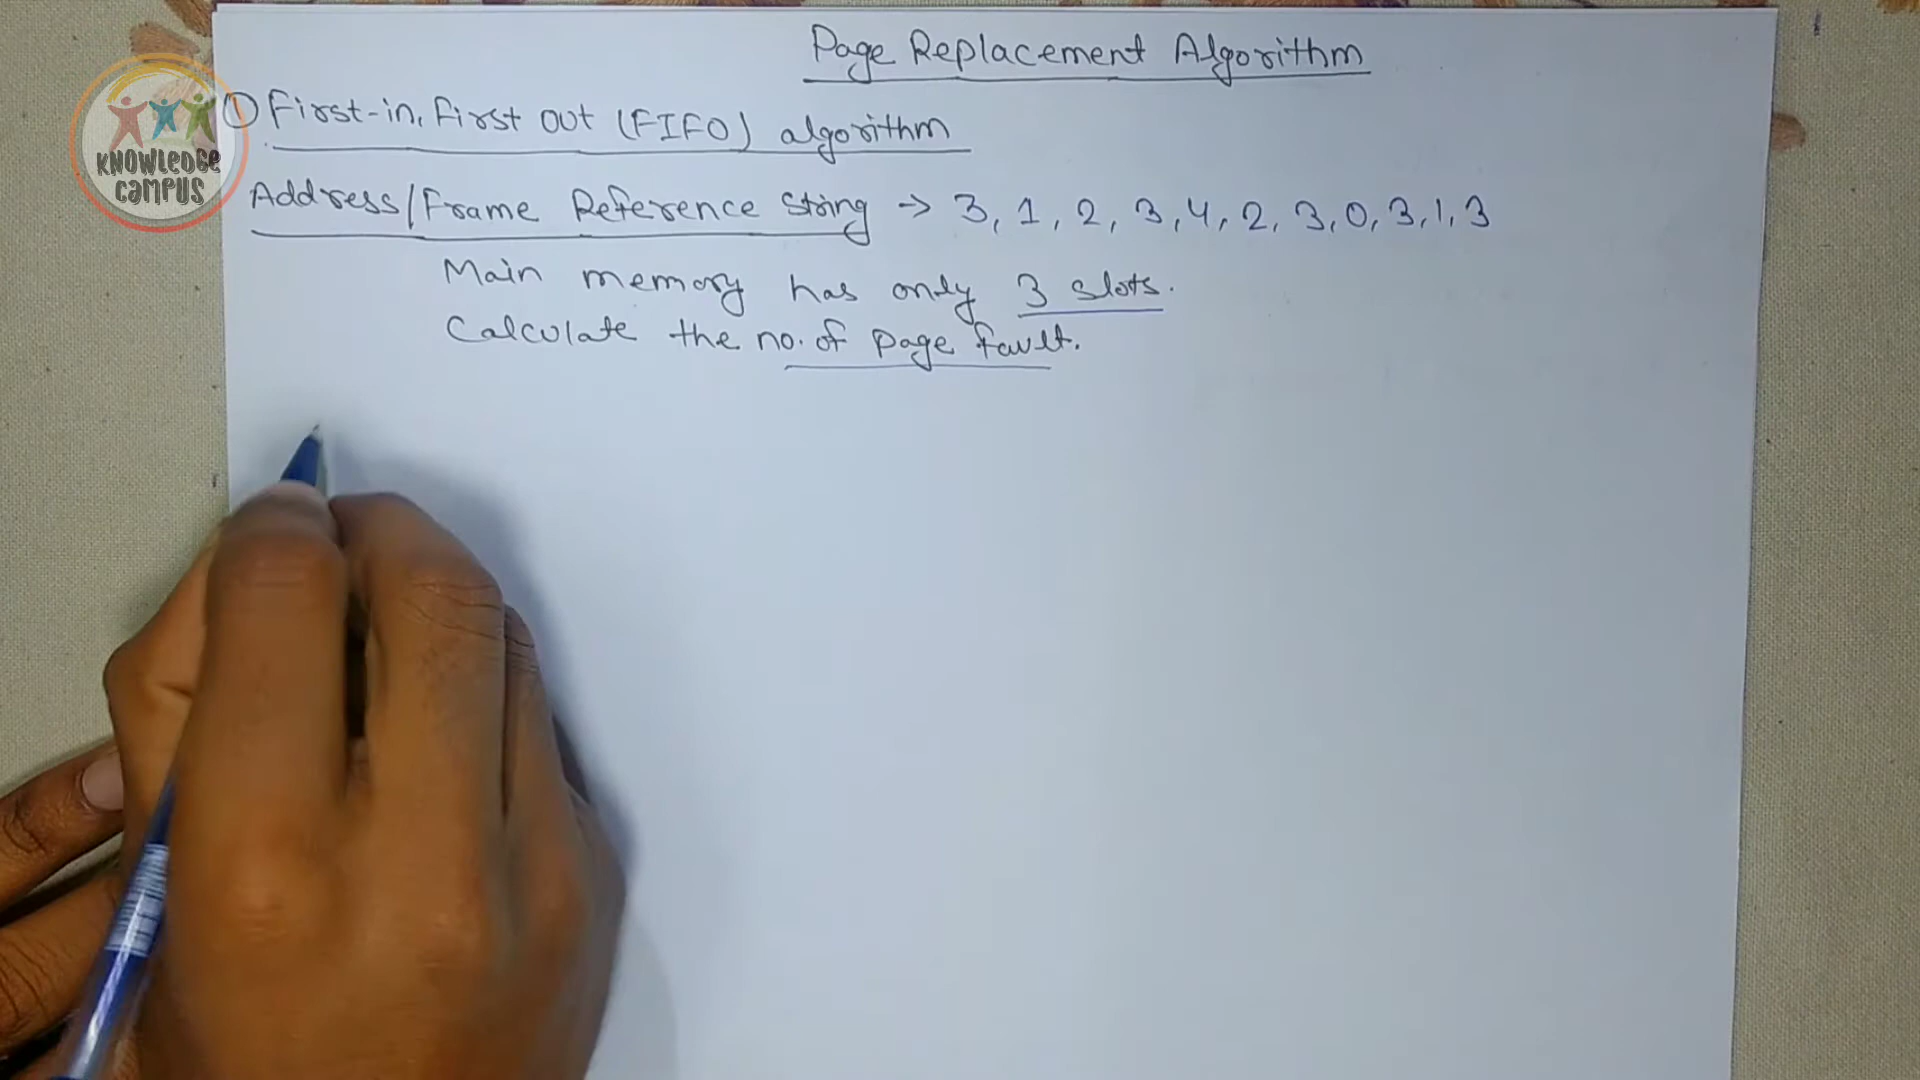 Page Replacement Algorithm
① First-in, First out (FIFO) algorithm
KNOWLEDGE
CAMPUS
Address/Frame Reference String → 3, 1, 2, 3, 4, 2, 3, 0, 3, 1, 3
Main memory has only 3 slots.
Calculate the no. of page fault.